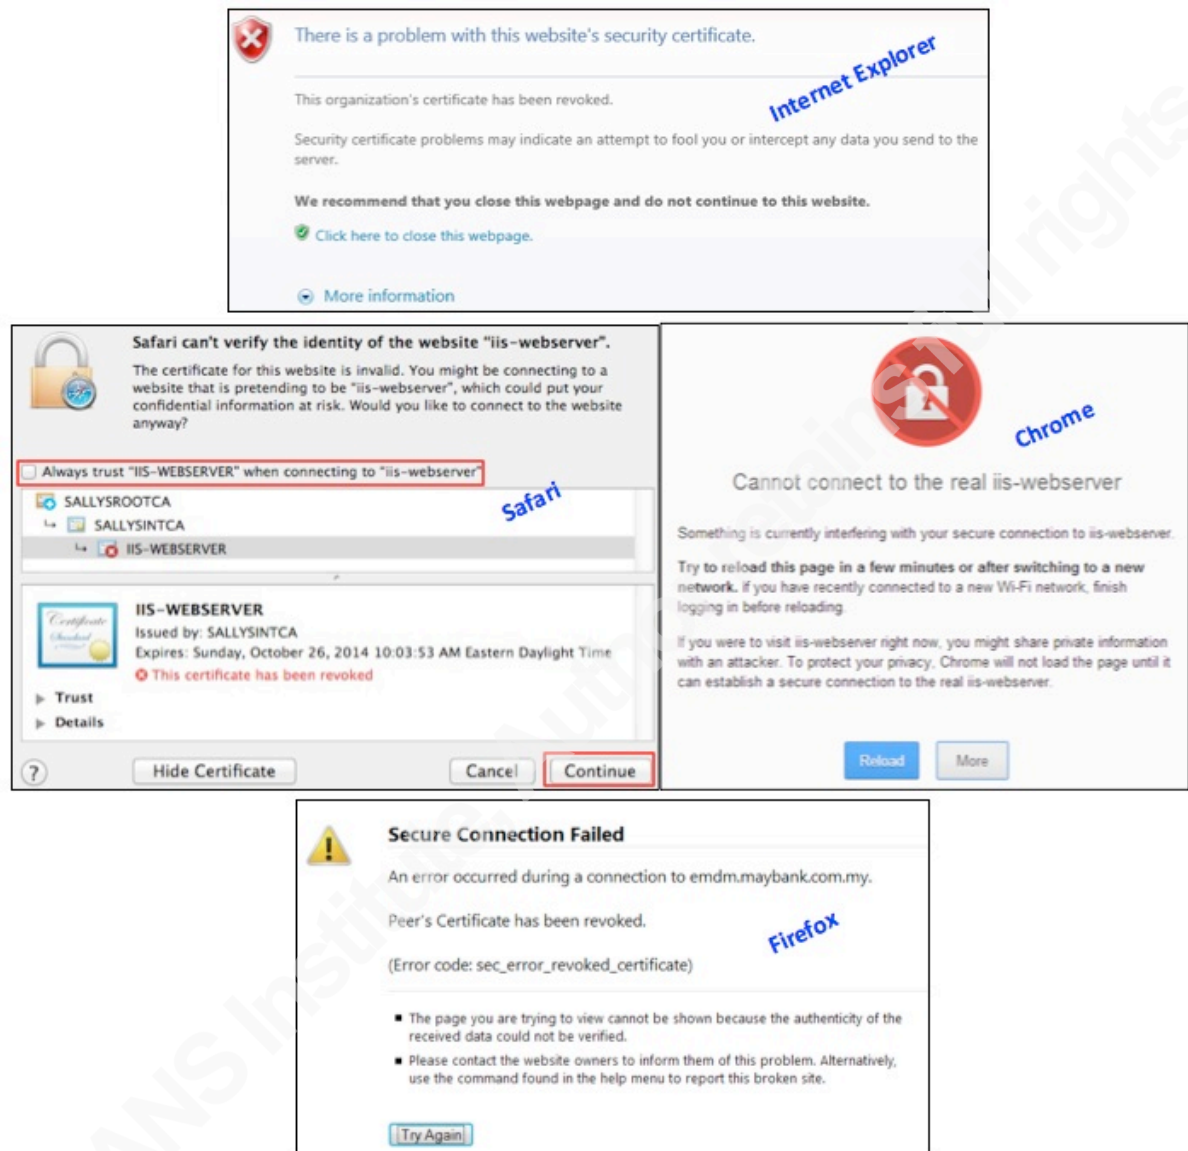 There is a problem with this website's security certificate.
Internet Explorer
This organization's certificate has been revoked.
Security certificate problems may indicate an attempt to fool you or intercept any data you send to the
server.
We recommend that you close this webpage and do not continue to this website.
Click here to close this webpage.
More information
Safari can't verify the identity of the website "iis-webserver".
The certificate for this website is invalid. You might be connecting to a
website that is pretending to be "iis-webserver", which could put your
confidential information at risk. Would you like to connect to the website
anyway?
Always trust "IIS-WEBSERVER" when connecting to "iis-webserver"
Safari
SALLYSROOTCA
SALLYSINTCA
IIS-WEBSERVER
Certificate
Standard
IIS-WEBSERVER
Issued by: SALLYSINTCA
Expires: Sunday, October 26, 2014 10:03:53 AM Eastern Daylight Time
This certificate has been revoked
Trust
Details
?
Hide Certificate
Cancel
Continue
Chrome
Cannot connect to the real iis-webserver
Something is currently interfering with your secure connection to iis-webserver.
Try to reload this page in a few minutes or after switching to a new
network. If you have recently connected to a new Wi-Fi network, finish
logging in before reloading.
If you were to visit iis-webserver right now, you might share private information
with an attacker. To protect your privacy, Chrome will not load the page until it
can establish a secure connection to the real iis-webserver.
Reload
More
Secure Connection Failed
An error occurred during a connection to emdm.maybank.com.my.
Peer's Certificate has been revoked.
Firefox
(Error code: sec_error_revoked_certificate)
The page you are trying to view cannot be shown because the authenticity of the
received data could not be verified.
Please contact the website owners to inform them of this problem. Alternatively,
use the command found in the help menu to report this broken site.
Try Again
ANS Institute, Author retains full rights